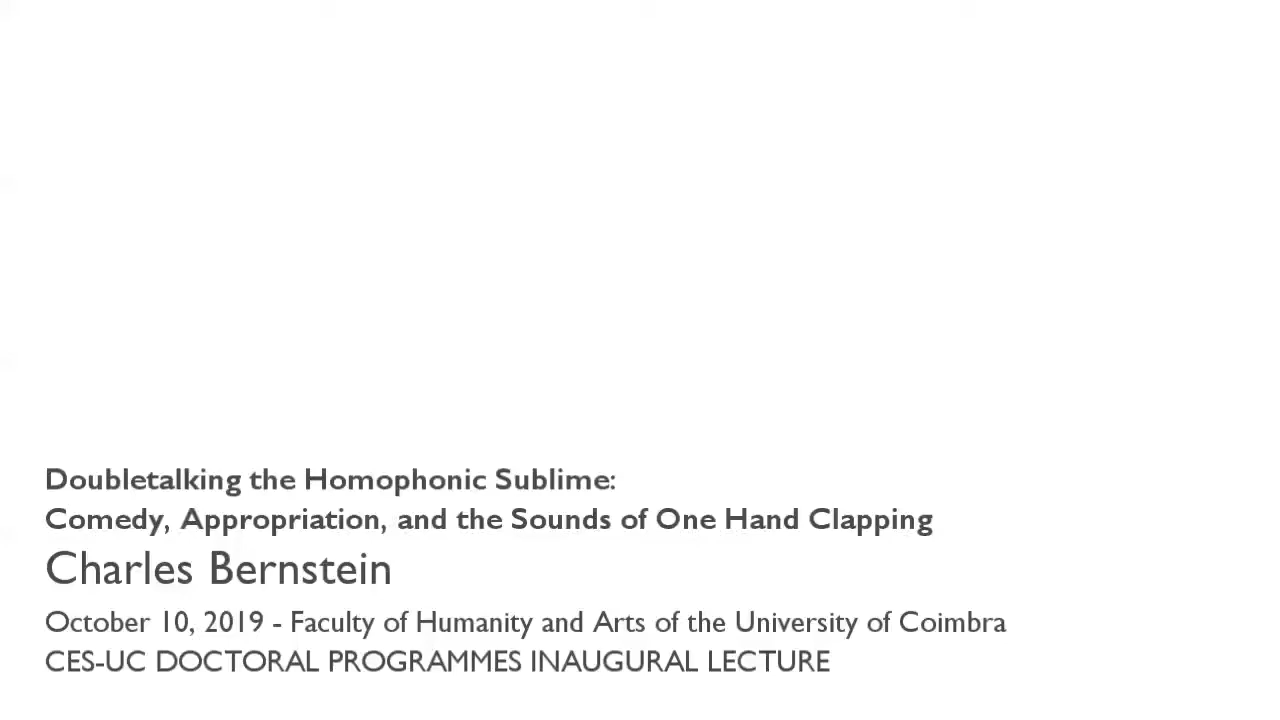 Doubletalking the Homophonic Sublime:
Comedy, Appropriation, and the Sounds of One Hand Clapping
Charles Bernstein
October 10, 2019 - Faculty of Humanity and Arts of the University of Coimbra
CES-UC DOCTORAL PROGRAMMES INAUGURAL LECTURE